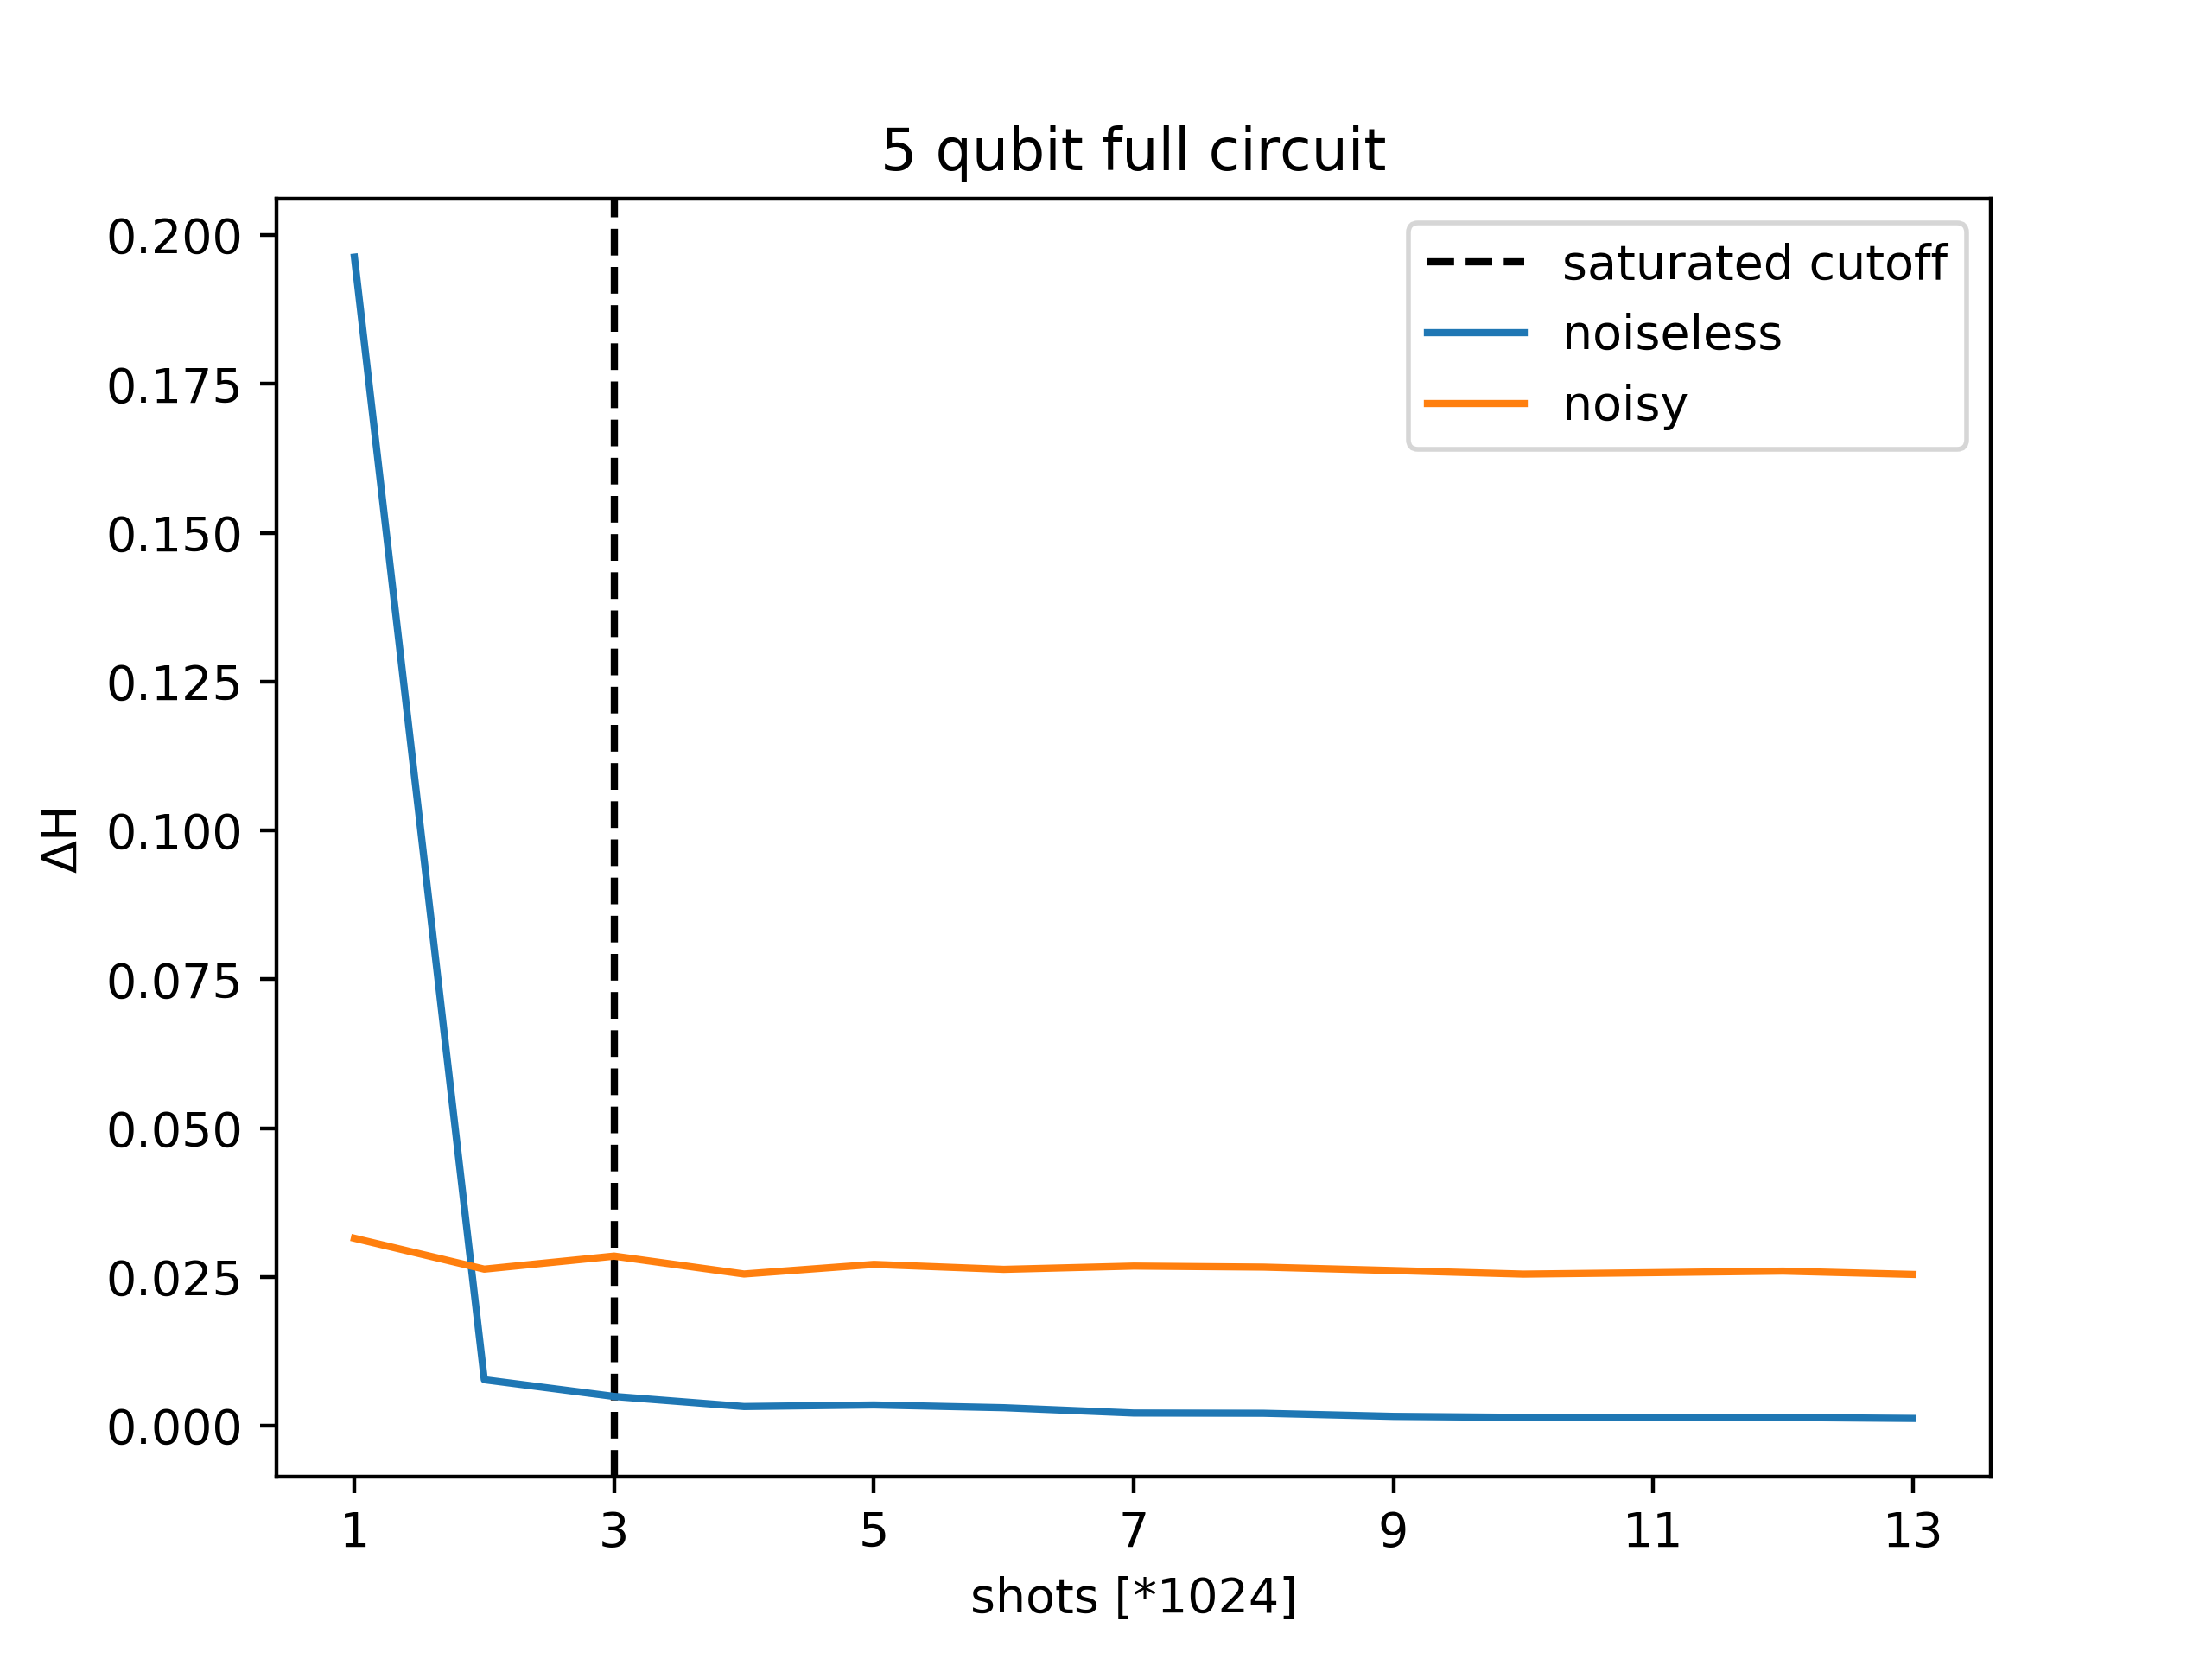 5 qubit full circuit
saturated cutoff
noiseless
noisy
ΔH
0.200
0.175
0.150
0.125
0.100
0.075
0.050
0.025
0.000
1 3 5 7 9 11 13
shots [*1024]